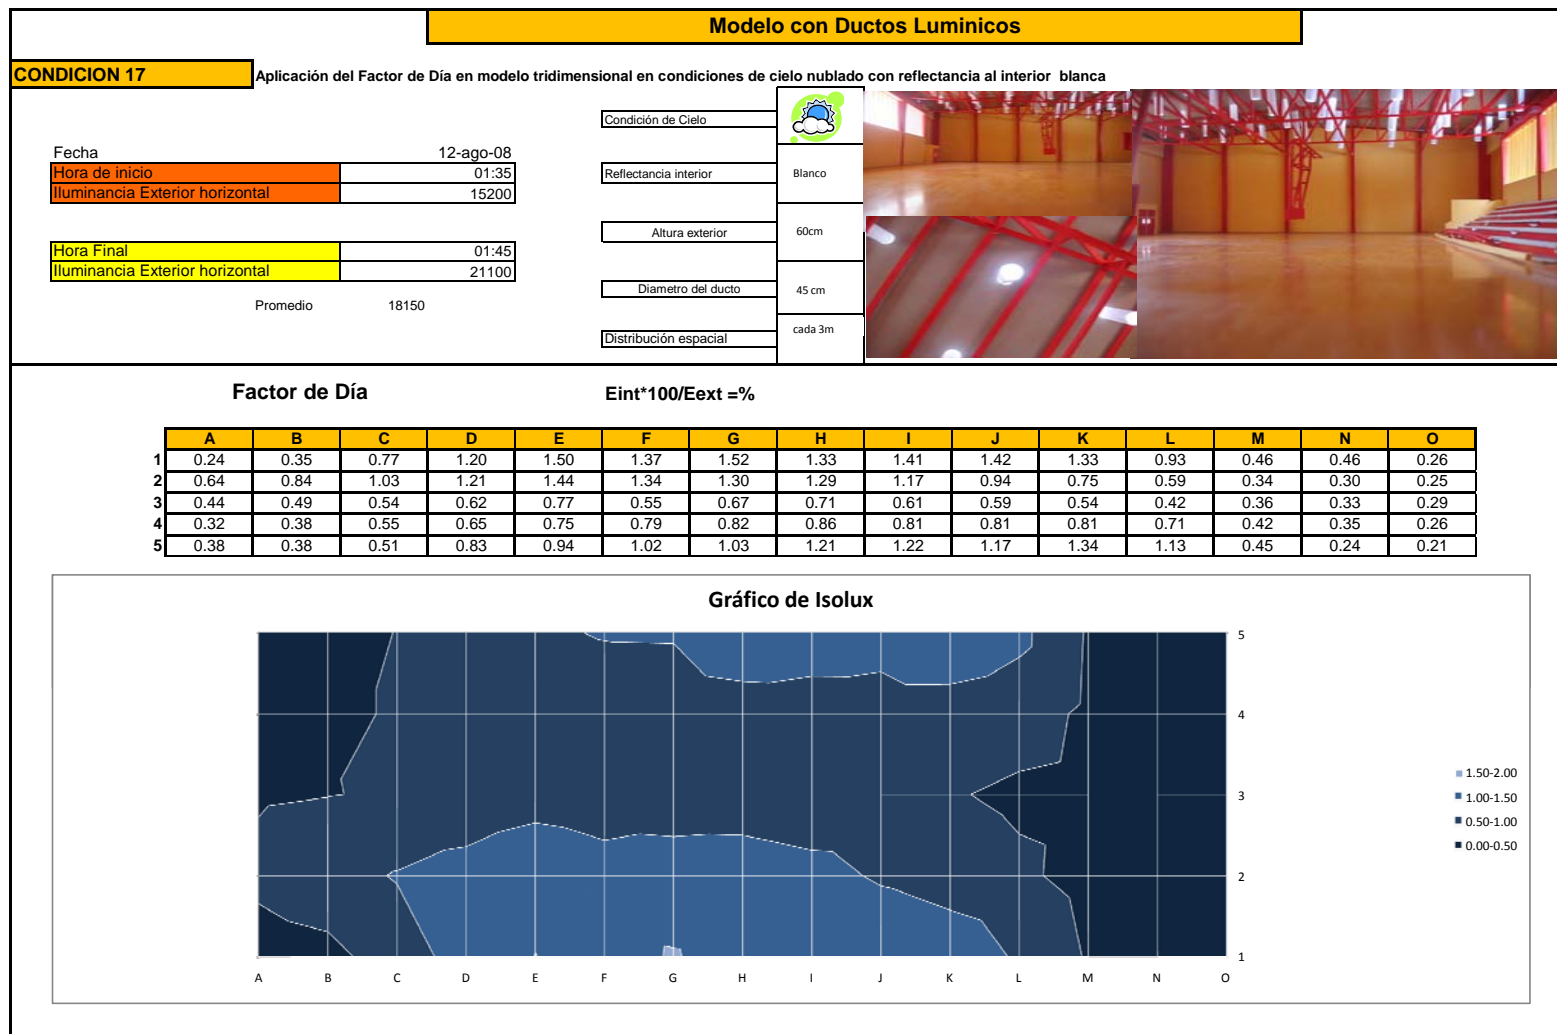 Modelo con Ductos Luminicos
CONDICION 17
Aplicación del Factor de Día en modelo tridimensional en condiciones de cielo nublado con reflectancia al interior blanca
Condición de Cielo
Fecha 12-ago-08
Hora de inicio 01:35
Iluminancia Exterior horizontal 15200
Reflectancia interior Blanco
Altura exterior 60cm
Hora Final 01:45
Iluminancia Exterior horizontal 21100
Diametro del ducto 45 cm
Promedio 18150
Distribución espacial cada 3m
Factor de Día Eint*100/Eext =%
A B C D E F G H I J K L M N O
1 0.24 0.35 0.77 1.20 1.50 1.37 1.52 1.33 1.41 1.42 1.33 0.93 0.46 0.46 0.26
2 0.64 0.84 1.03 1.21 1.44 1.34 1.30 1.29 1.17 0.94 0.75 0.59 0.34 0.30 0.25
3 0.44 0.49 0.54 0.62 0.77 0.55 0.67 0.71 0.61 0.59 0.54 0.42 0.36 0.33 0.29
4 0.32 0.38 0.55 0.65 0.75 0.79 0.82 0.86 0.81 0.81 0.81 0.71 0.42 0.35 0.26
5 0.38 0.38 0.51 0.83 0.94 1.02 1.03 1.21 1.22 1.17 1.34 1.13 0.45 0.24 0.21
Gráfico de Isolux
5
4
3
2
1
1.50-2.00
1.00-1.50
0.50-1.00
0.00-0.50
A B C D E F G H I J K L M N O